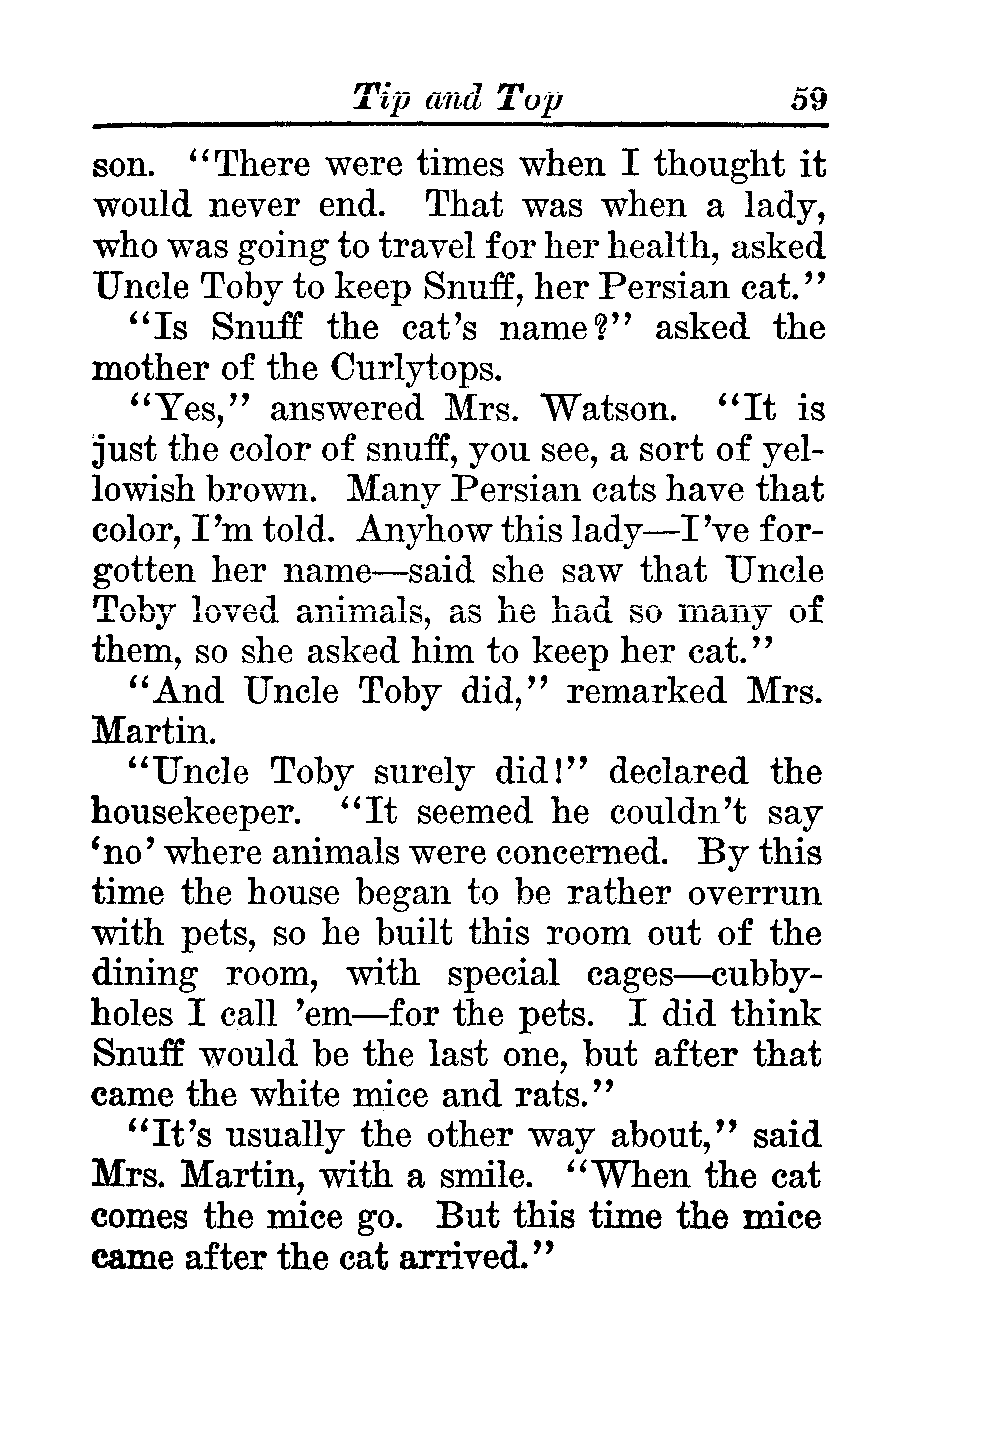 Tip and Top 59
son. "There were times when I thought it
would never end. That was when a lady,
who was going to travel for her health, asked
Uncle Toby to keep Snuff, her Persian cat."
"Is Snuff the cat's name?" asked the
mother of the Curlytops.
"Yes," answered Mrs. Watson. "It is
just the color of snuff, you see, a sort of yel-
lowish brown. Many Persian cats have that
color, I'm told. Anyhow this lady—I've for-
gotten her name—said she saw that Uncle
Toby loved animals, as he had so many of
them, so she asked him to keep her cat."
"And Uncle Toby did," remarked Mrs.
Martin.
"Uncle Toby surely did!" declared the
housekeeper. "It seemed he couldn't say
'no' where animals were concerned. By this
time the house began to be rather overrun
with pets, so he built this room out of the
dining room, with special cages—cubby-
holes I call 'em—for the pets. I did think
Snuff would be the last one, but after that
came the white mice and rats."
"It's usually the other way about," said
Mrs. Martin, with a smile. "When the cat
comes the mice go. But this time the mice
came after the cat arrived."